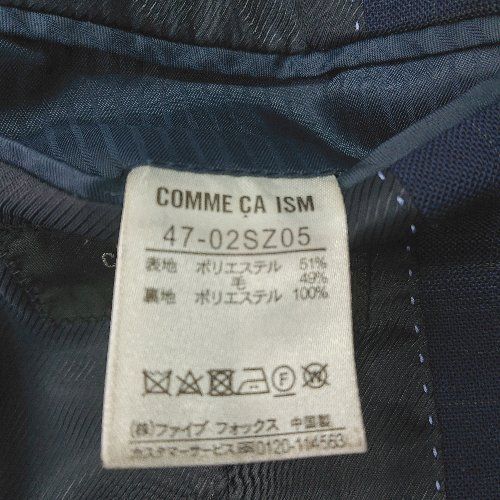 COMME ÇA ISM
47-02SZ05
表地 ポリエステル 51%
毛 49%
裏地 ポリエステル 100%
(株)ファイブ フォックス 中国製
カスタマーサービス 0120-114563